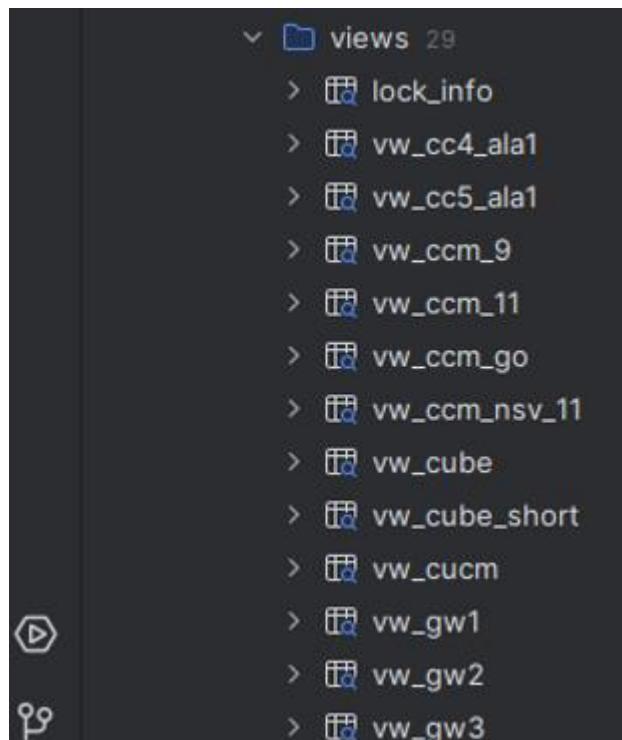 views 29
lock_info
vw_cc4_ala1
vw_cc5_ala1
vw_ccm_9
vw_ccm_11
vw_ccm_go
vw_ccm_nsv_11
vw_cube
vw_cube_short
vw_cucm
vw_gw1
vw_gw2
vw_gw3